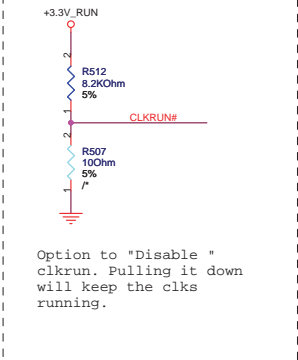 +3.3V_RUN
2
R512
8.2KOhm
5%
1
CLKRUN#
2
R507
10Ohm
5%
/*
1
Option to "Disable "
clkrun. Pulling it down
will keep the clks
running.